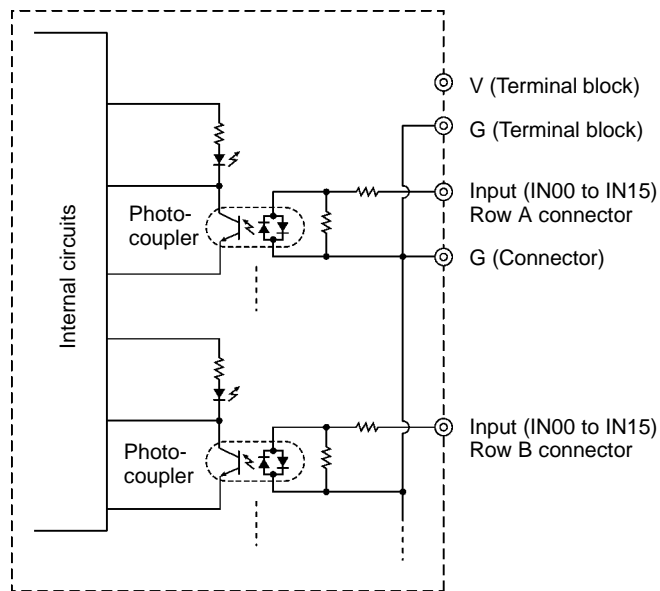 V (Terminal block)
G (Terminal block)
Input (IN00 to IN15)
Row A connector
Photo-
coupler
G (Connector)
Internal circuits
Input (IN00 to IN15)
Row B connector
Photo-
coupler